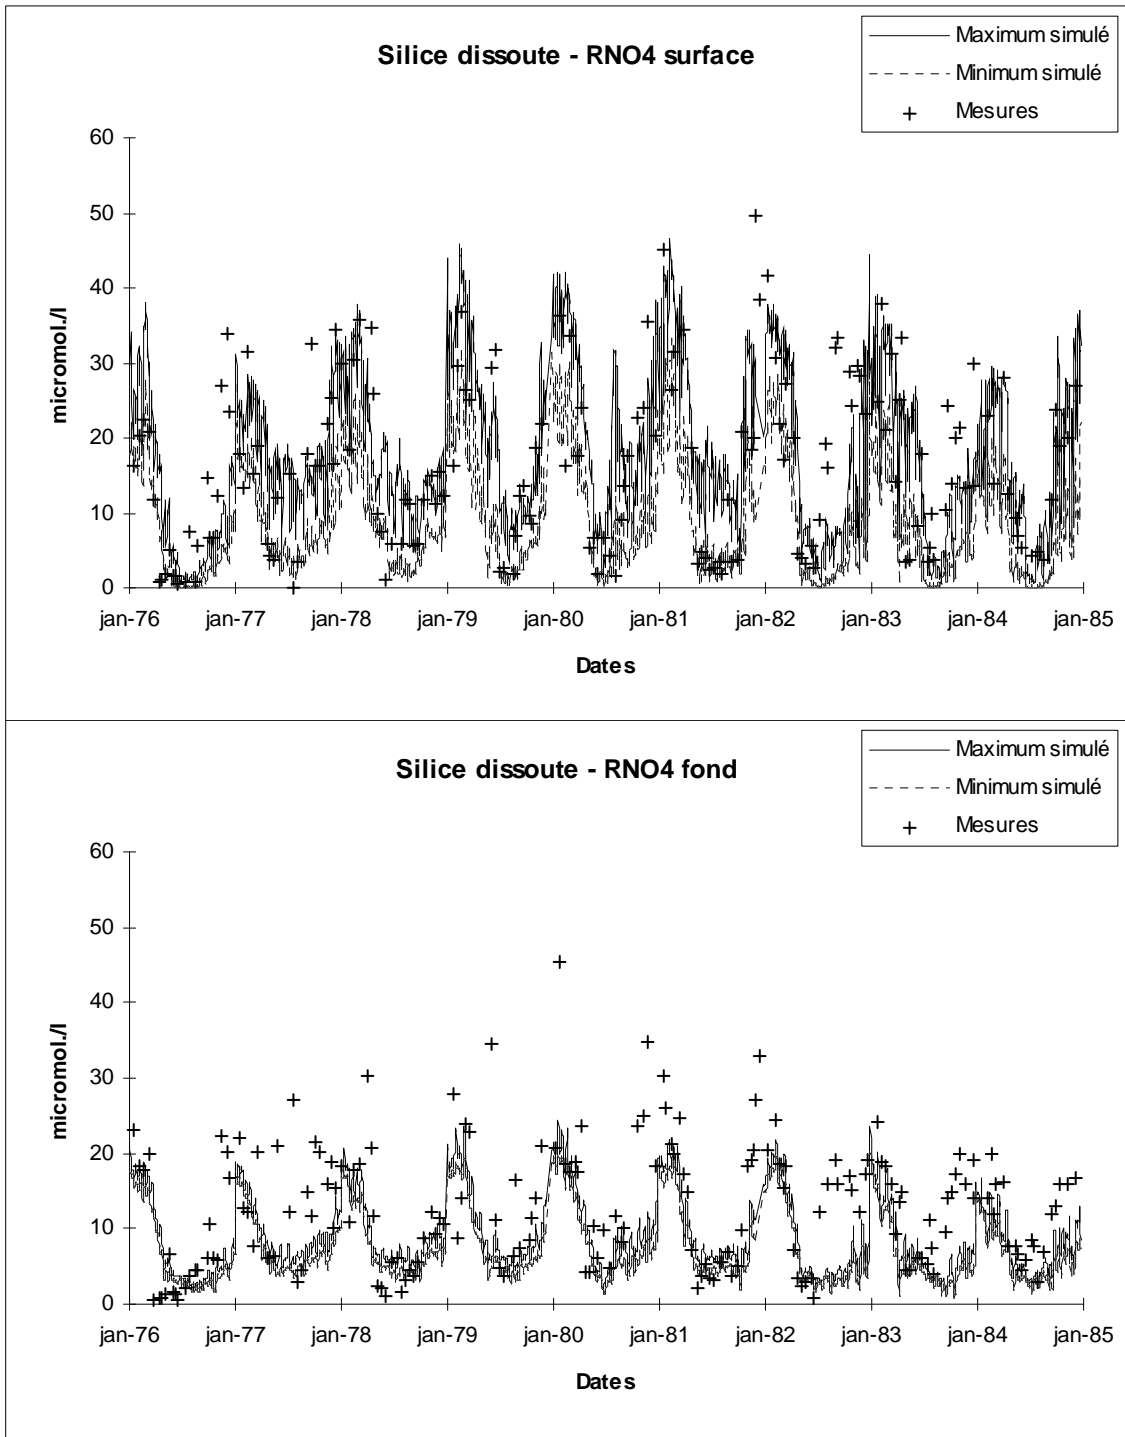 Silice dissoute - RNO4 surface
Maximum simulé
Minimum simulé
Mesures
micromol./l
60
50
40
30
20
10
0
jan-76 jan-77 jan-78 jan-79 jan-80 jan-81 jan-82 jan-83 jan-84 jan-85
Dates
Silice dissoute - RNO4 fond
Maximum simulé
Minimum simulé
Mesures
micromol./l
60
50
40
30
20
10
0
jan-76 jan-77 jan-78 jan-79 jan-80 jan-81 jan-82 jan-83 jan-84 jan-85
Dates